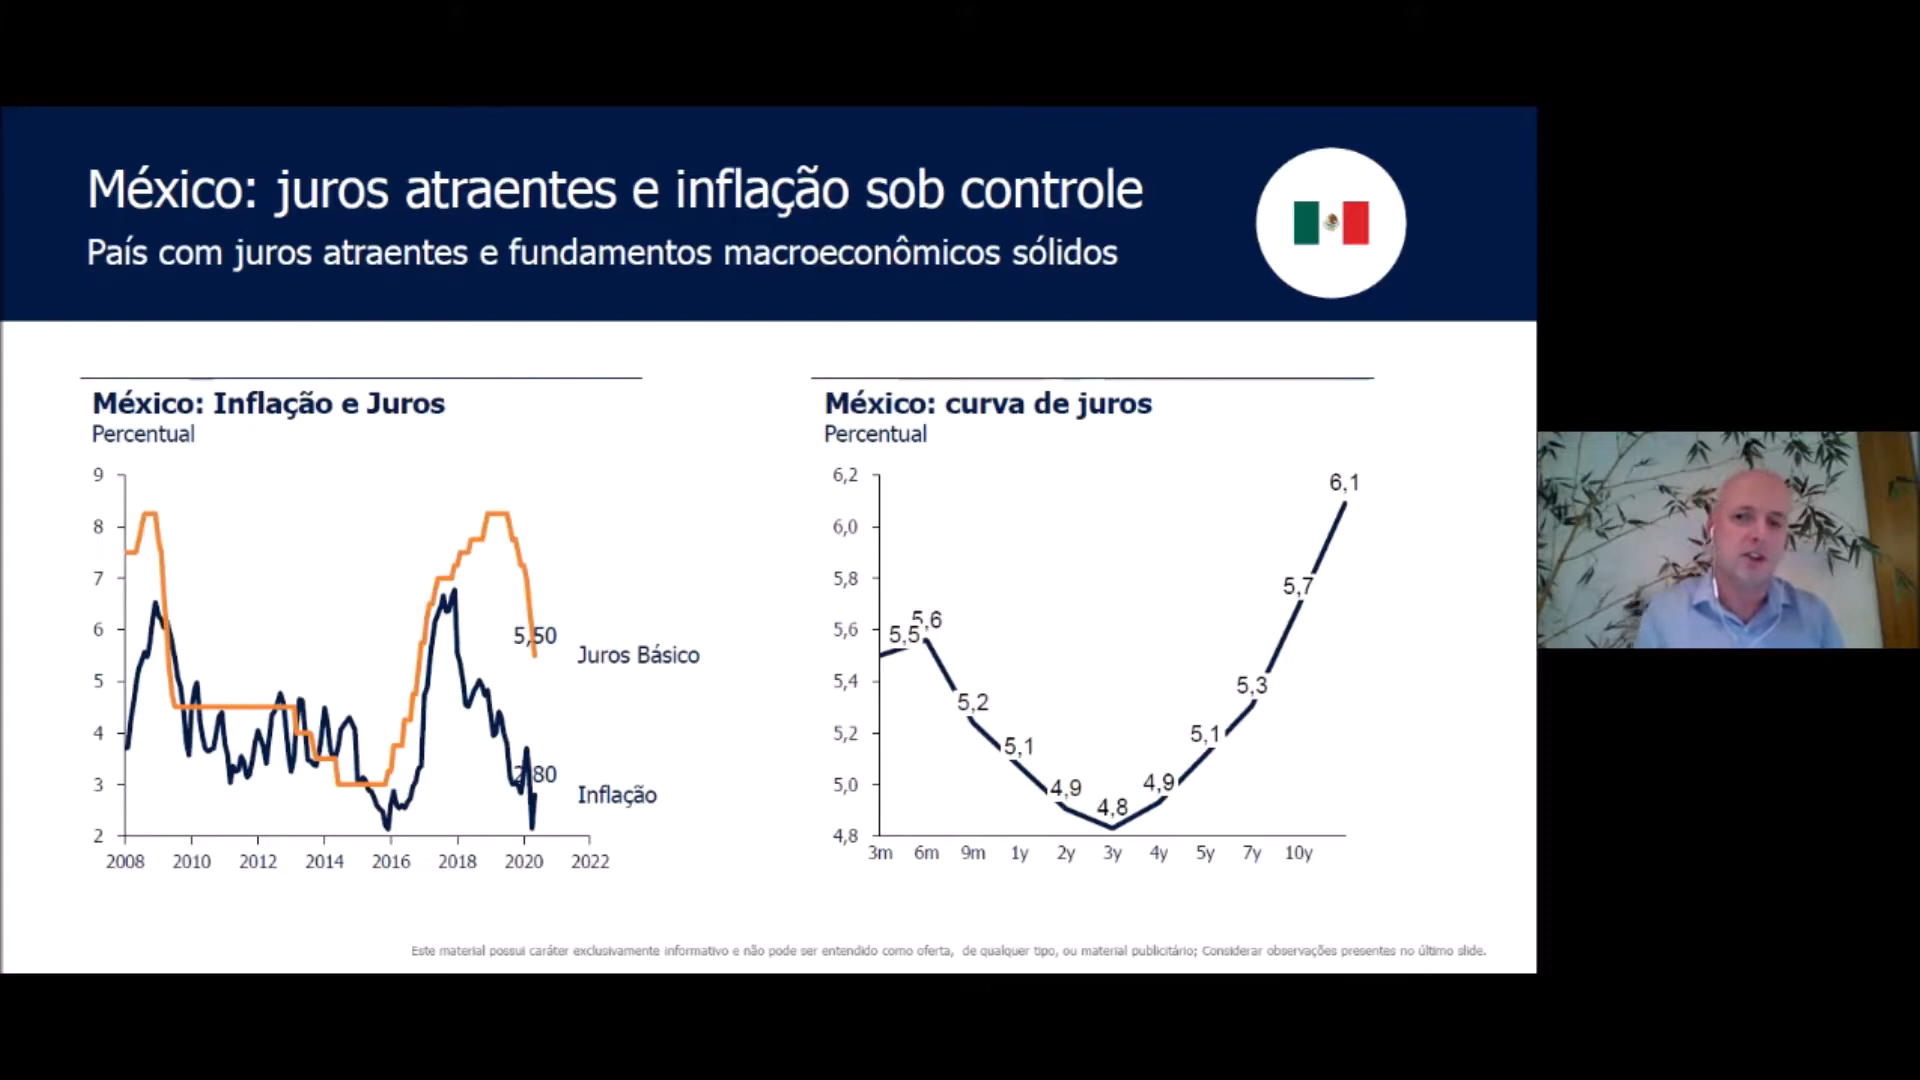 México: juros atraentes e inflação sob controle
País com juros atraentes e fundamentos macroeconômicos sólidos
México: Inflação e Juros
Percentual
9
8
7
6
5
4
3
2
2008 2010 2012 2014 2016 2018 2020 2022
5,50
Juros Básico
2,80
Inflação
México: curva de juros
Percentual
6,2
6,0
5,8
5,6
5,4
5,2
5,0
4,8
3m 6m 9m 1y 2y 3y 4y 5y 7y 10y
5,5
5,6
5,2
5,1
4,9
4,8
4,9
5,1
5,3
5,7
6,1
Este material possui caráter exclusivamente informativo e não pode ser entendido como oferta, de qualquer tipo, ou material publicitário; Considerar observações presentes no último slide.